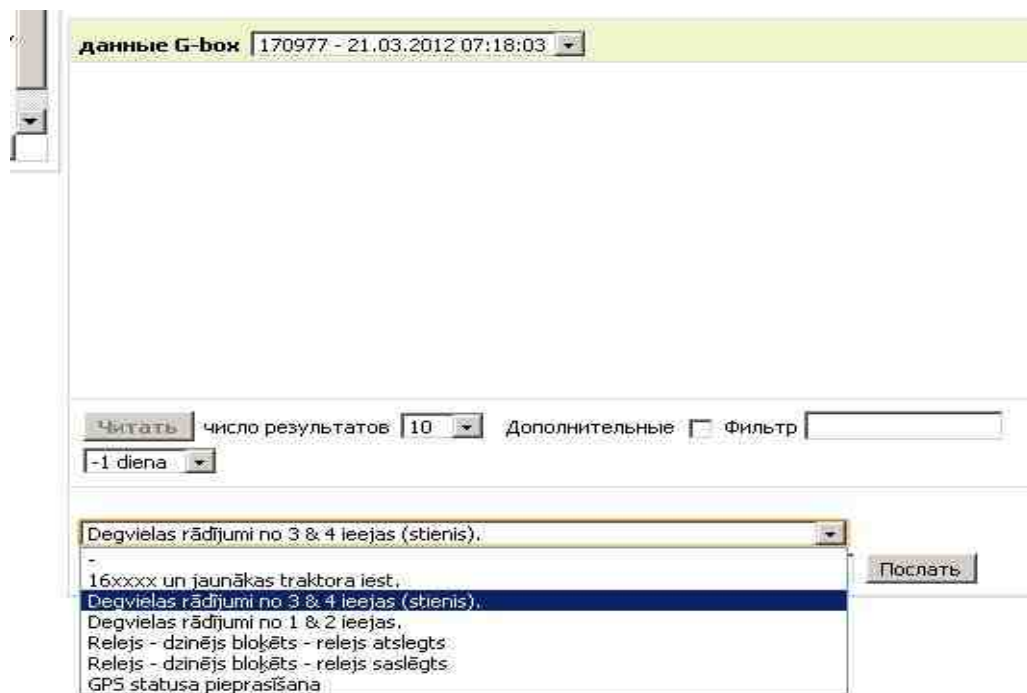 данные G-box 170977 - 21.03.2012 07:18:03
Читать число результатов 10 Дополнительные Фильтр
-1 diena
Degvielas rādījumi no 3 & 4 ieejas (stienis).
-
16xxxx un jaunākas traktora iest.
Degvielas rādījumi no 3 & 4 ieejas (stienis).
Degvielas rādījumi no 1 & 2 ieejas.
Relejs - dzinējs bloķēts - relejs atslegts
Relejs - dzinējs bloķēts - relejs saslēgts
GPS statusa pieprasīšana
Послать